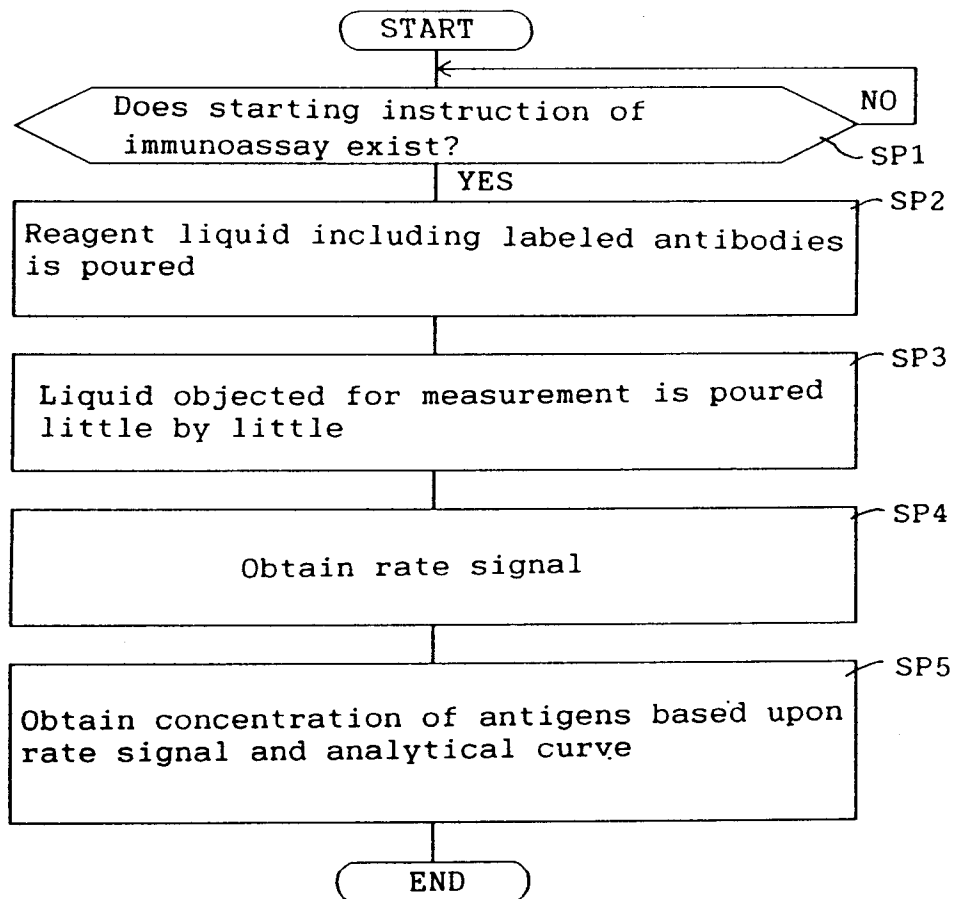 START
Does starting instruction of
immunoassay exist?
NO
SP1
YES
SP2
Reagent liquid including labeled antibodies
is poured
SP3
Liquid objected for measurement is poured
little by little
SP4
Obtain rate signal
SP5
Obtain concentration of antigens based upon
rate signal and analytical curve
END